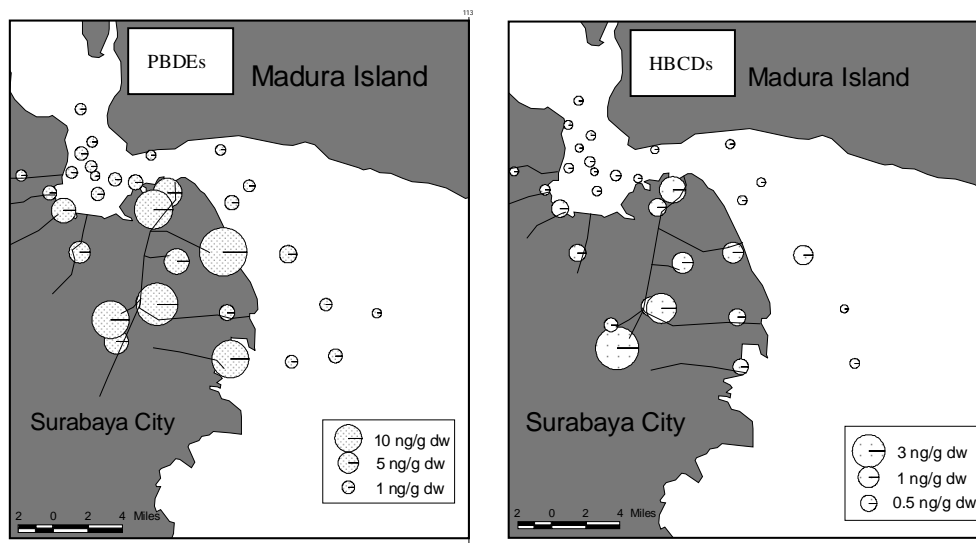 113
PBDEs
Madura Island
Surabaya City
10 ng/g dw
5 ng/g dw
1 ng/g dw
2 0 2 4 Miles
HBCDs
Madura Island
Surabaya City
3 ng/g dw
1 ng/g dw
0.5 ng/g dw
2 0 2 4 Miles